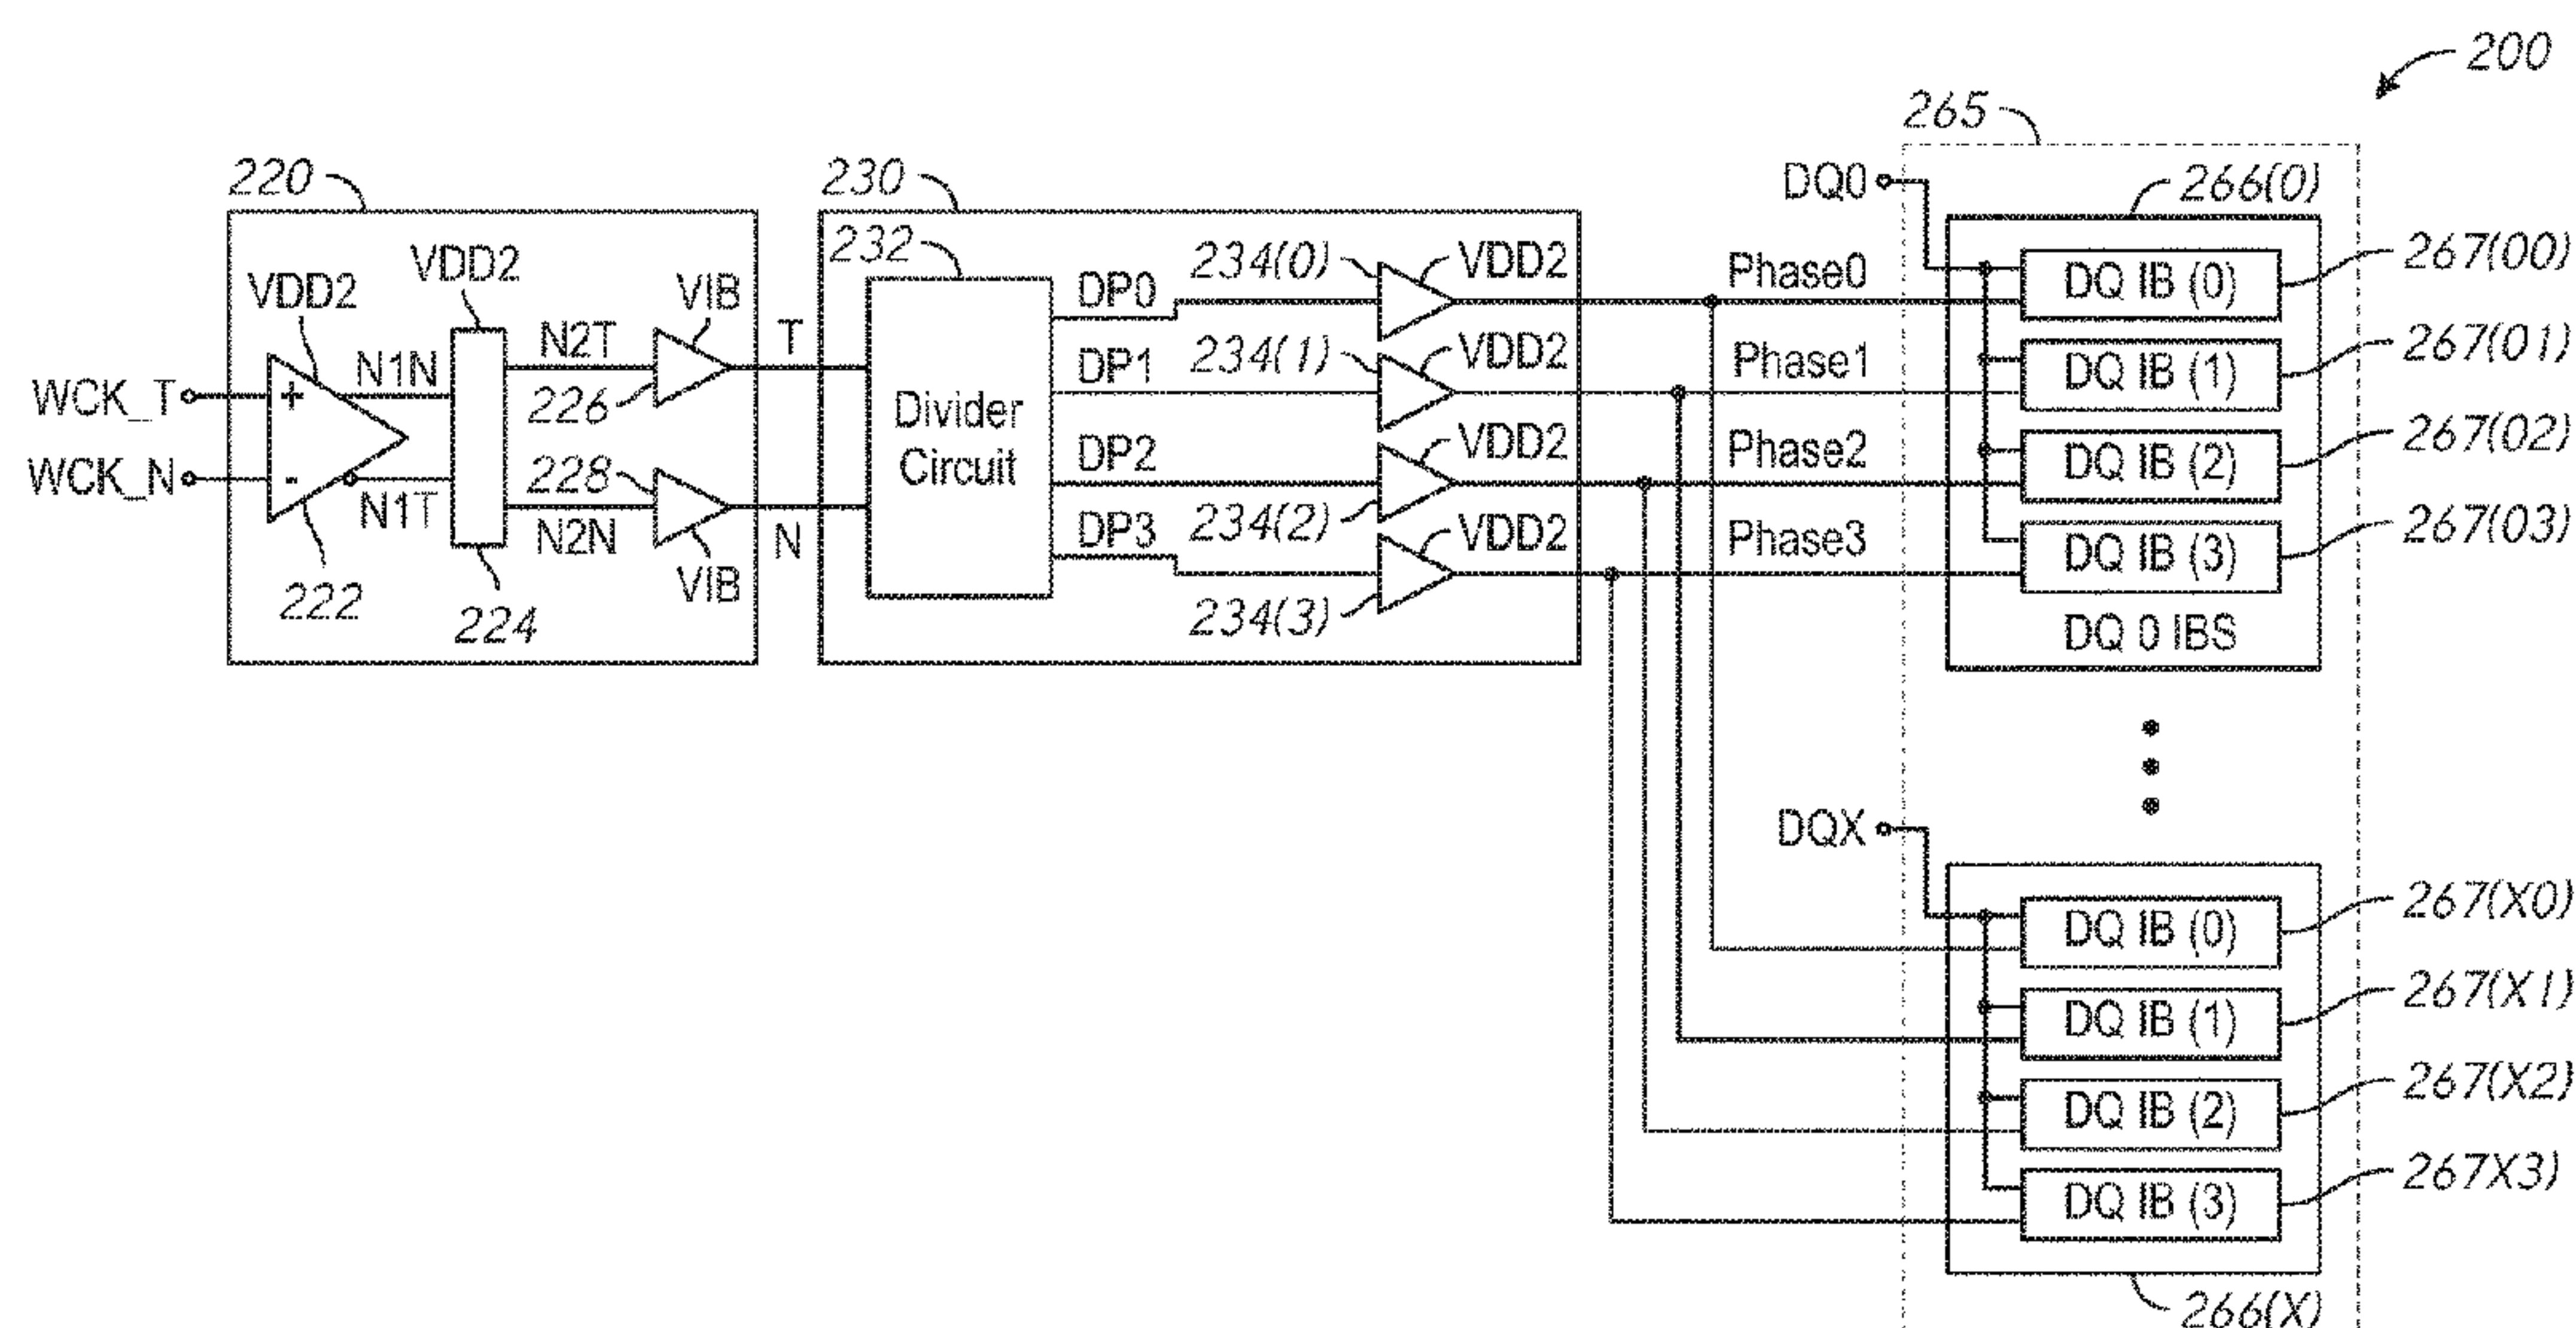 200
265
220
230
DQ0
266(0)
232
VDD2
VDD2
VIB
234(0)
VDD2
Phase0
DQ IB (0)
267(00)
DP0
N1N
N2T
T
234(1)
VDD2
Phase1
DQ IB (1)
267(01)
DP1
WCK_T
+
226
Divider
Circuit
234(2)
VDD2
Phase2
DQ IB (2)
267(02)
DP2
WCK_N
-
N1T
228
N2N
N
DP3
VDD2
Phase3
DQ IB (3)
267(03)
222
224
VIB
234(3)
DQ 0 IBS
DQX
DQ IB (0)
267(X0)
DQ IB (1)
267(X1)
DQ IB (2)
267(X2)
DQ IB (3)
267X3)
266(X)